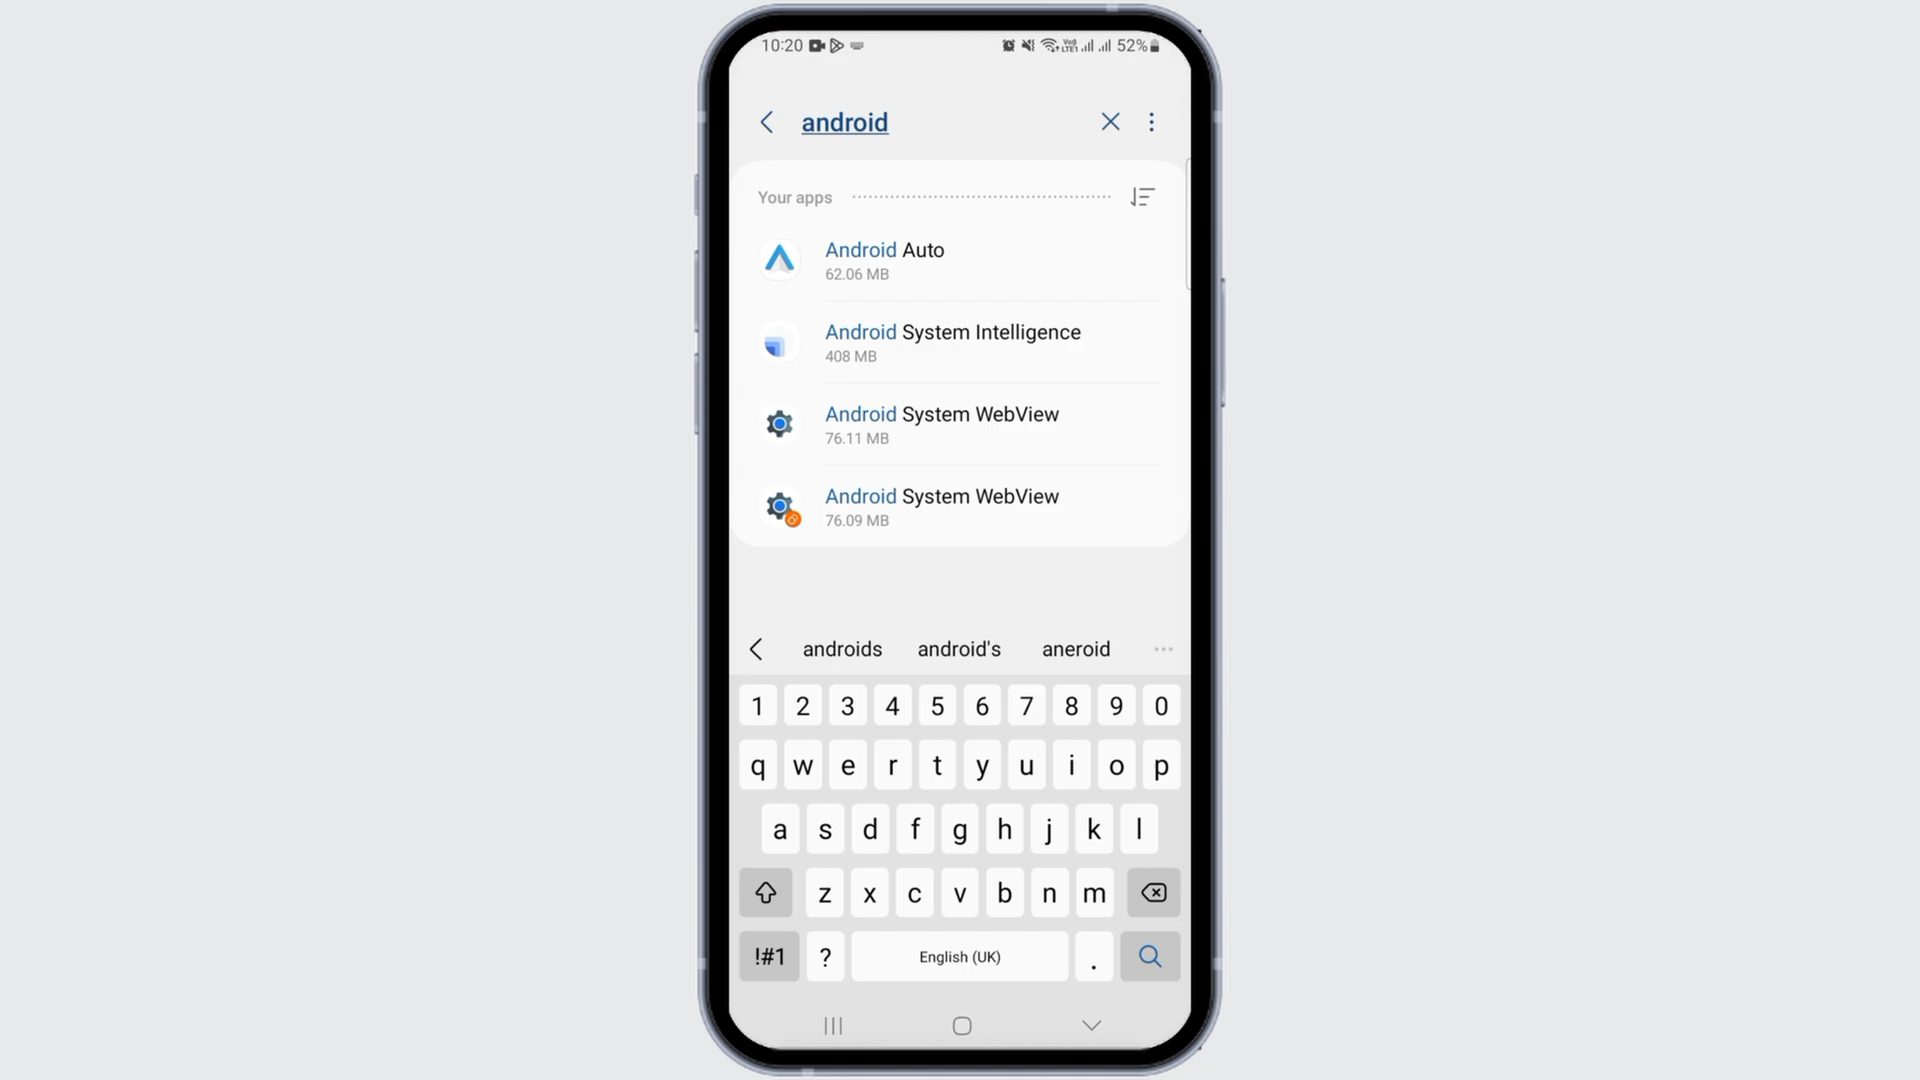 10:20 Vo) LTE1 52%
android
Your apps
Android Auto
62.06 MB
Android System Intelligence
408 MB
Android System WebView
76.11 MB
Android System WebView
76.09 MB
androids android's aneroid
1 2 3 4 5 6 7 8 9 0
q w e r t y u i o p
a s d f g h j k l
z x c v b n m
!#1 ? English (UK) .